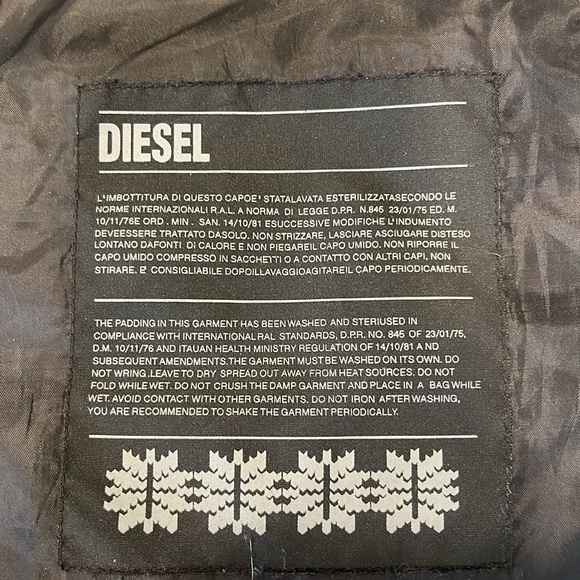 DIESEL
L'IMBOTTITURA DI QUESTO CAPOE' STATALAVATA ESTERILIZZATASECONDO LE
NORME INTERNAZIONALI R.A.L. A NORMA DI LEGGE D.P.R. N.845 23/01/75 ED. M.
10/11/76E ORD . MIN . SAN. 14/10/81 ESUCCESSIVE MODIFICHE L'INDUMENTO
DEVEESSERE TRATTATO DASOLO. NON STRIZZARE, LASCIARE ASCIUGARE DISTESO
LONTANO DAFONTI DI CALORE E NON PIEGAREIL CAPO UMIDO. NON RIPORRE IL
CAPO UMIDO COMPRESSO IN SACCHETTI O A CONTATTO CON ALTRI CAPI, NON
STIRARE. E' CONSIGLIABILE DOPOILLAVAGGIOAGITAREIL CAPO PERIODICAMENTE.
THE PADDING IN THIS GARMENT HAS BEEN WASHED AND STERIUSED IN
COMPLIANCE WITH INTERNATIONAL RAL STANDARDS, D.P.R. NO. 845 OF 23/01/75,
D.M. 10/11/76 AND ITAUAN HEALTH MINISTRY REGULATION OF 14/10/81 A ND
SUBSEQUENT AMENDMENTS.THE GARMENT MUST BE WASHED ON ITS OWN. DO
NOT WRING.LEAVE TO DRY SPREAD OUT AWAY FROM HEAT SOURCES. DO NOT
FOLD WHILE WET. DO NOT CRUSH THE DAMP GARMENT AND PLACE IN A BAG WHILE
WET. AVOID CONTACT WITH OTHER GARMENTS. DO NOT IRON AFTER WASHING,
YOU ARE RECOMMENDED TO SHAKE THE GARMENT PERIODICALLY.